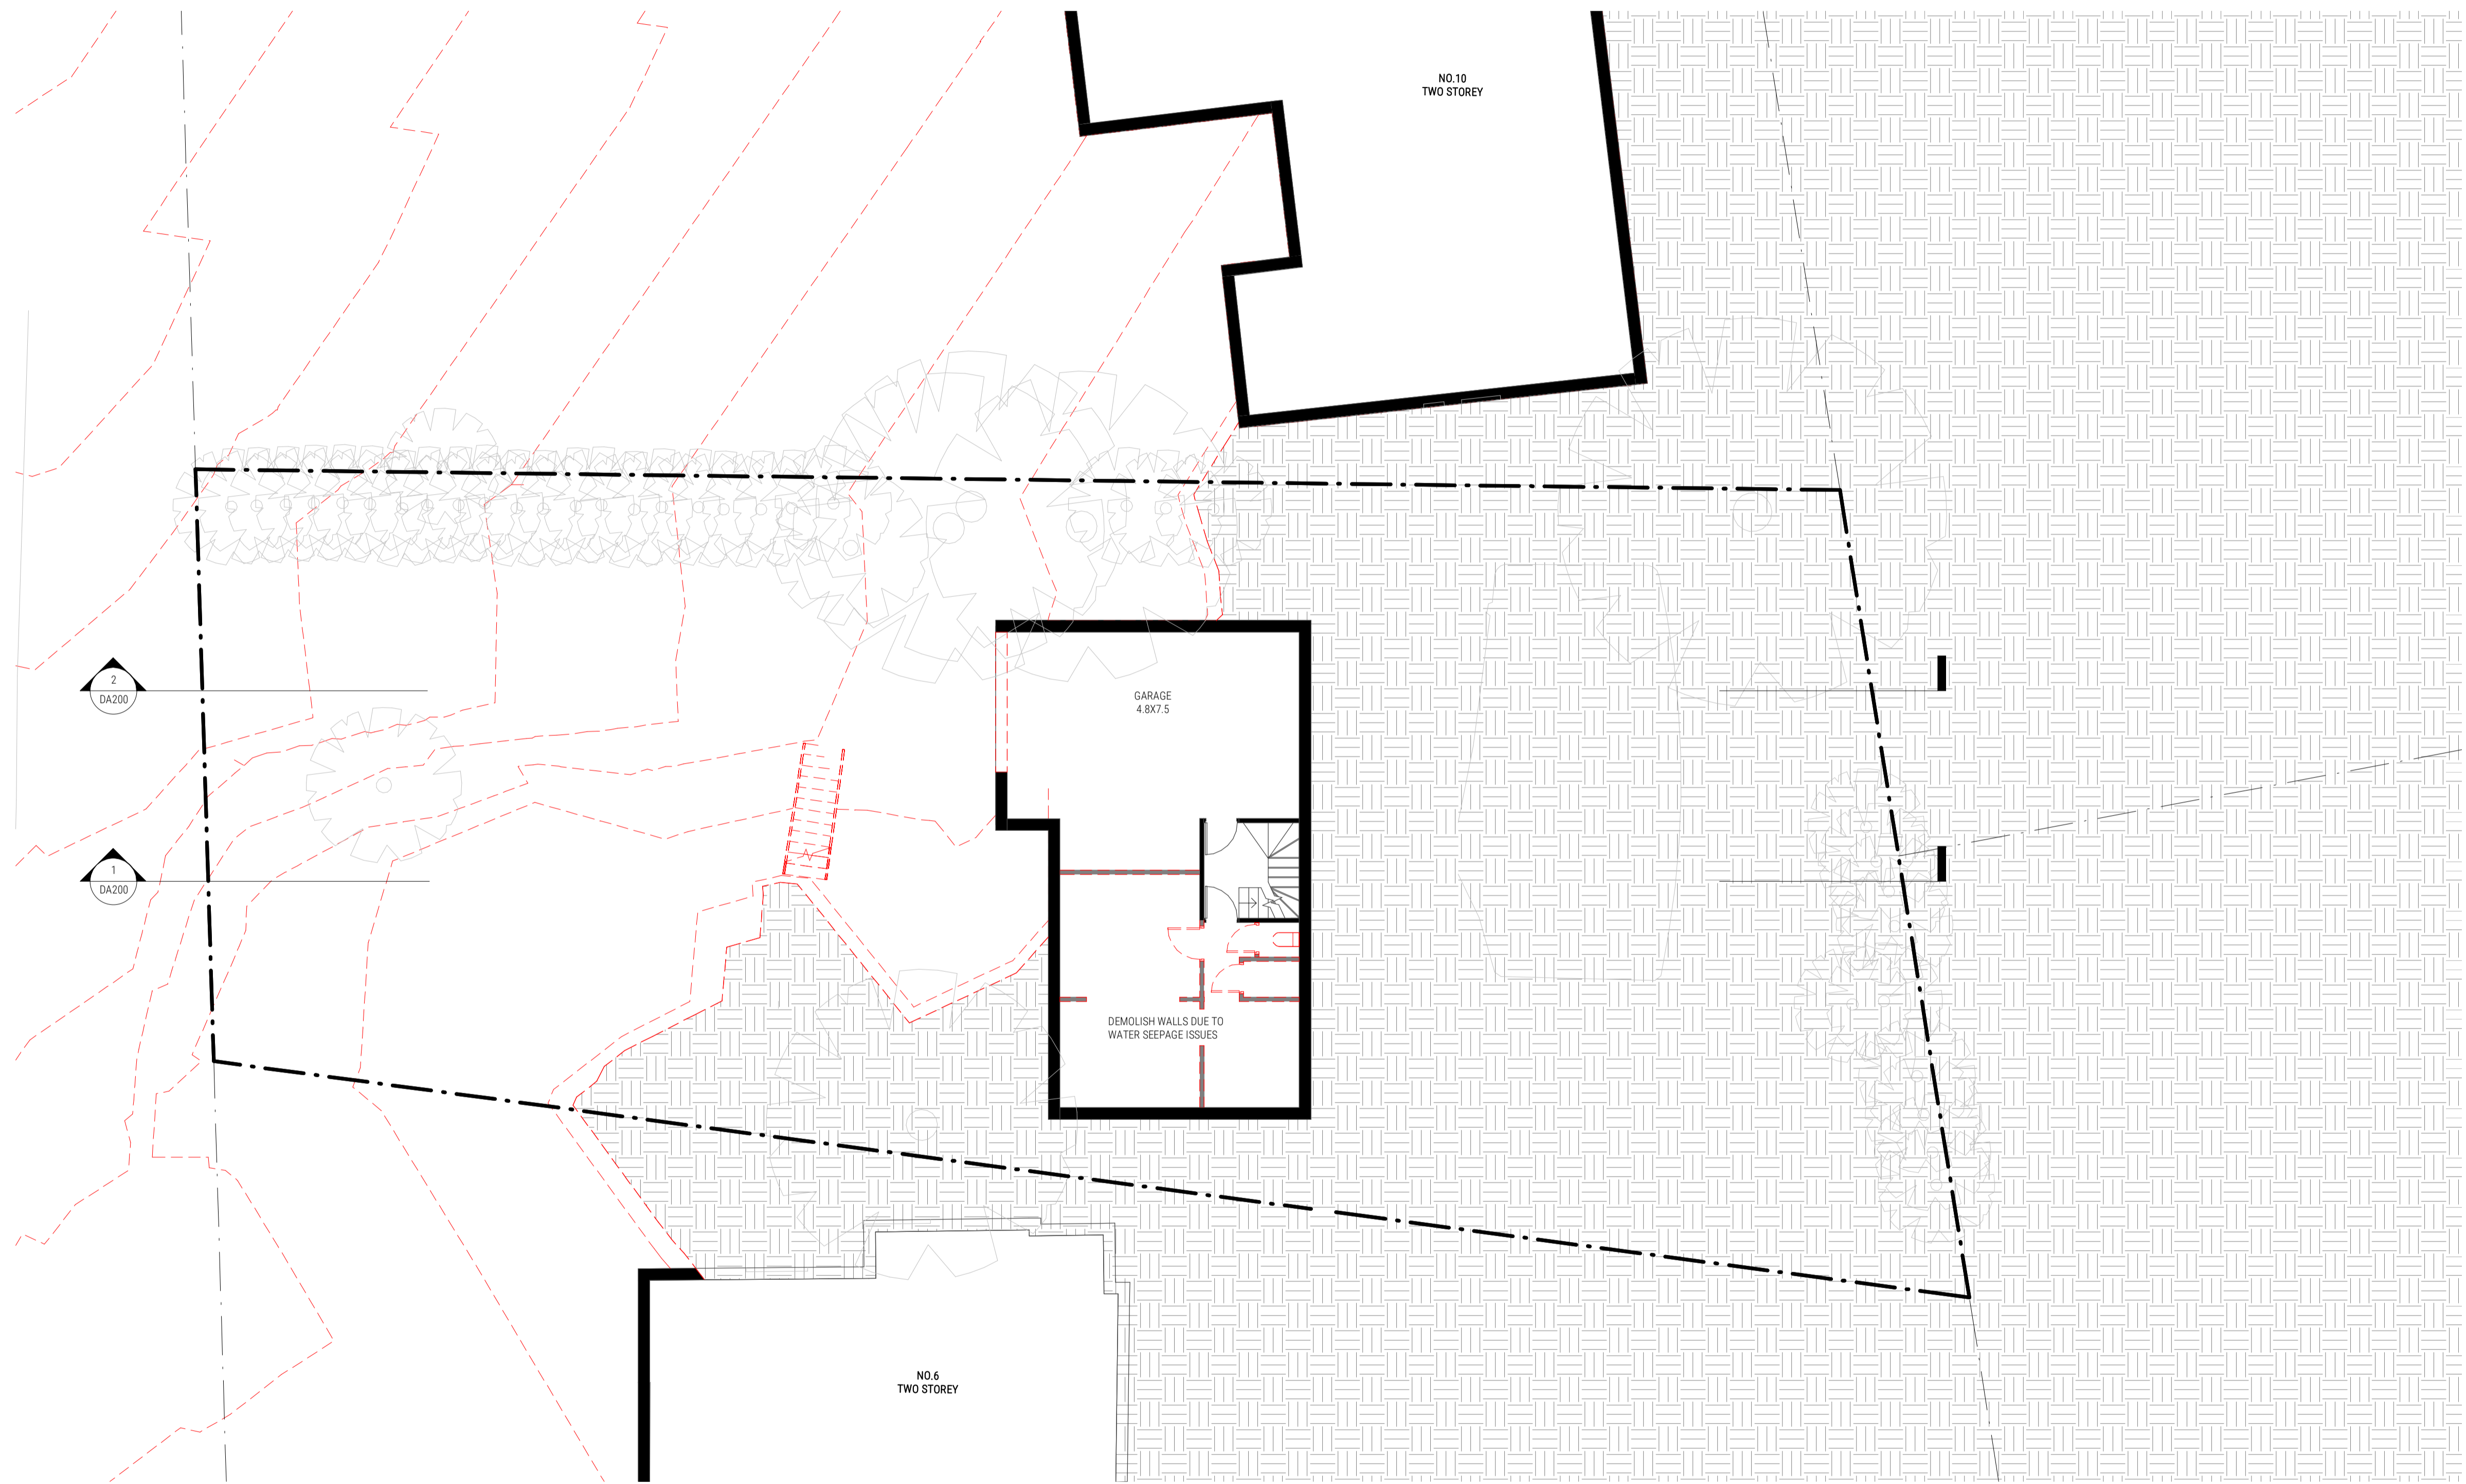 NO.10
TWO STOREY
2
DA200
GARAGE
4.8X7.5
1
DA200
DEMOLISH WALLS DUE TO
WATER SEEPAGE ISSUES
NO.6
TWO STOREY